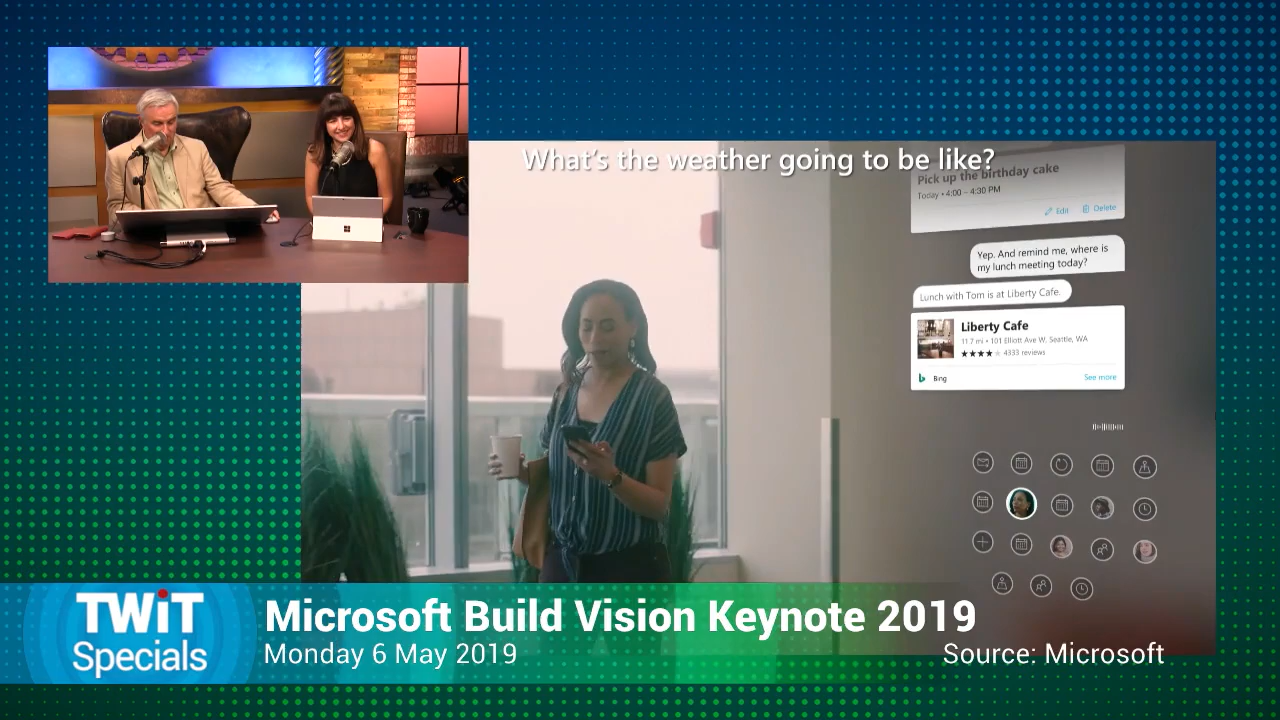 What's the weather going to be like?
Pick up the birthday cake
Today • 4:00 – 4:30 PM
Edit
Delete
Yep. And remind me, where is
my lunch meeting today?
Lunch with Tom is at Liberty Cafe.
Liberty Cafe
11.7 mi • 101 Elliott Ave W. Seattle, WA
4333 reviews
Bing
See more
TWiT
Specials
Microsoft Build Vision Keynote 2019
Monday 6 May 2019
Source: Microsoft